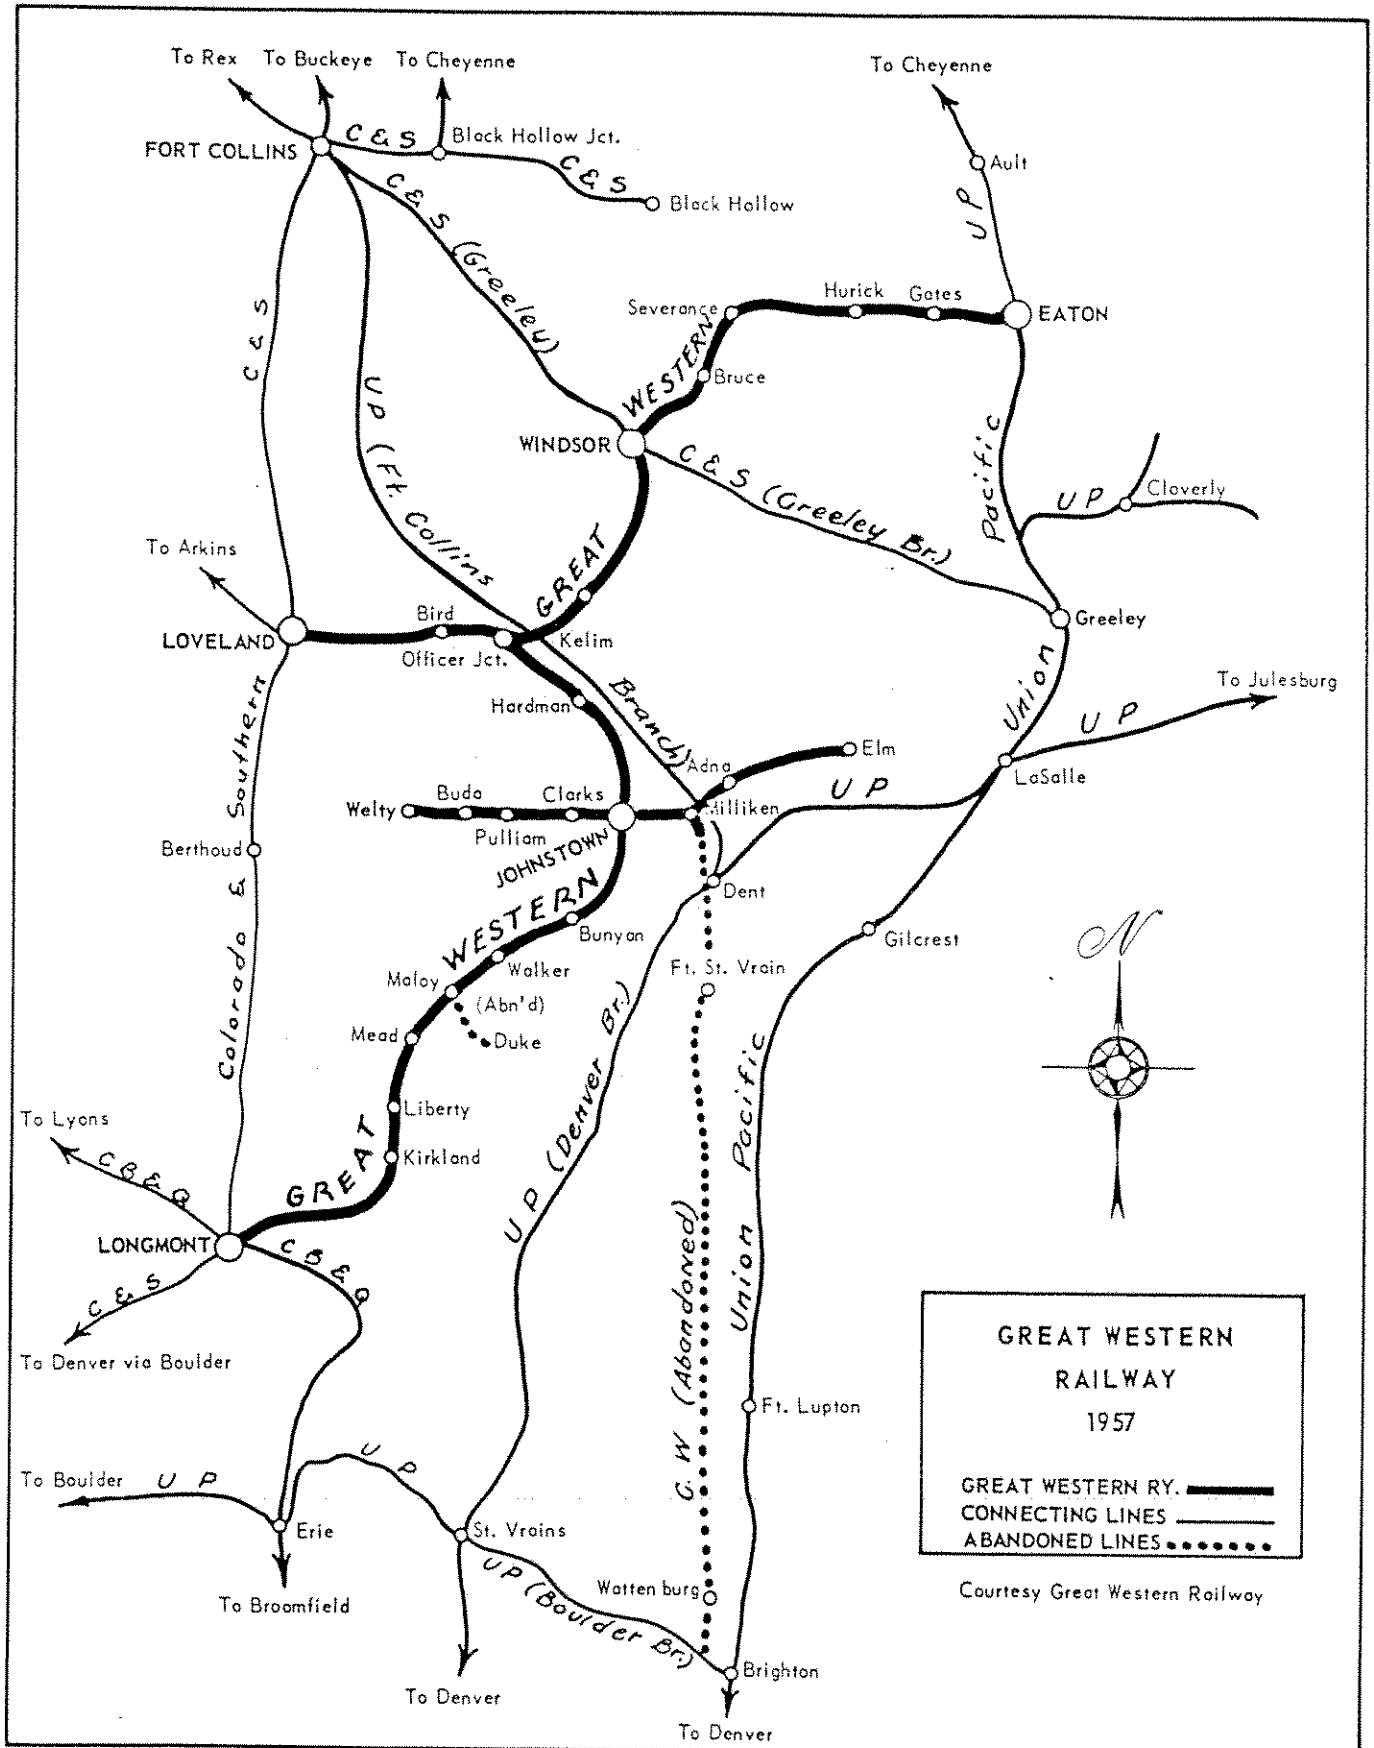 To Rex
To Buckeye
To Cheyenne
To Cheyenne
FORT COLLINS
C & S
Black Hollow Jct.
C & S
Black Hollow
Ault
UP
C & S (Greeley)
C & S
UP (Ft. Collins
Branch)
Severance
Hurick
Gates
EATON
WESTERN
Bruce
WINDSOR
C & S (Greeley Br.)
Pacific
UP
Cloverly
GREAT
To Arkins
LOVELAND
Bird
Officer Jct.
Kelim
Greeley
Hardman
Union
To Julesburg
UP
Elm
Adna
LaSalle
UP
Welty
Buda
Pulliam
Clarks
Milliken
JOHNSTOWN
Colorado & Southern
Berthoud
Dent
WESTERN
Bunyan
Gilcrest
N
Walker
Ft. St. Vrain
Maloy
(Abn'd)
Mead
Duke
Liberty
UP (Denver Br.)
Union Pacific
To Lyons
CB&Q
Kirkland
GREAT
LONGMONT
CB&Q
C & S
To Denver via Boulder
G. W (Abandoned)
Ft. Lupton
To Boulder
UP
UP
Erie
St. Vrains
To Broomfield
UP (Boulder Br.)
Watten burg
Brighton
To Denver
To Denver
GREAT WESTERN
RAILWAY
1957
GREAT WESTERN RY.
CONNECTING LINES
ABANDONED LINES
Courtesy Great Western Railway